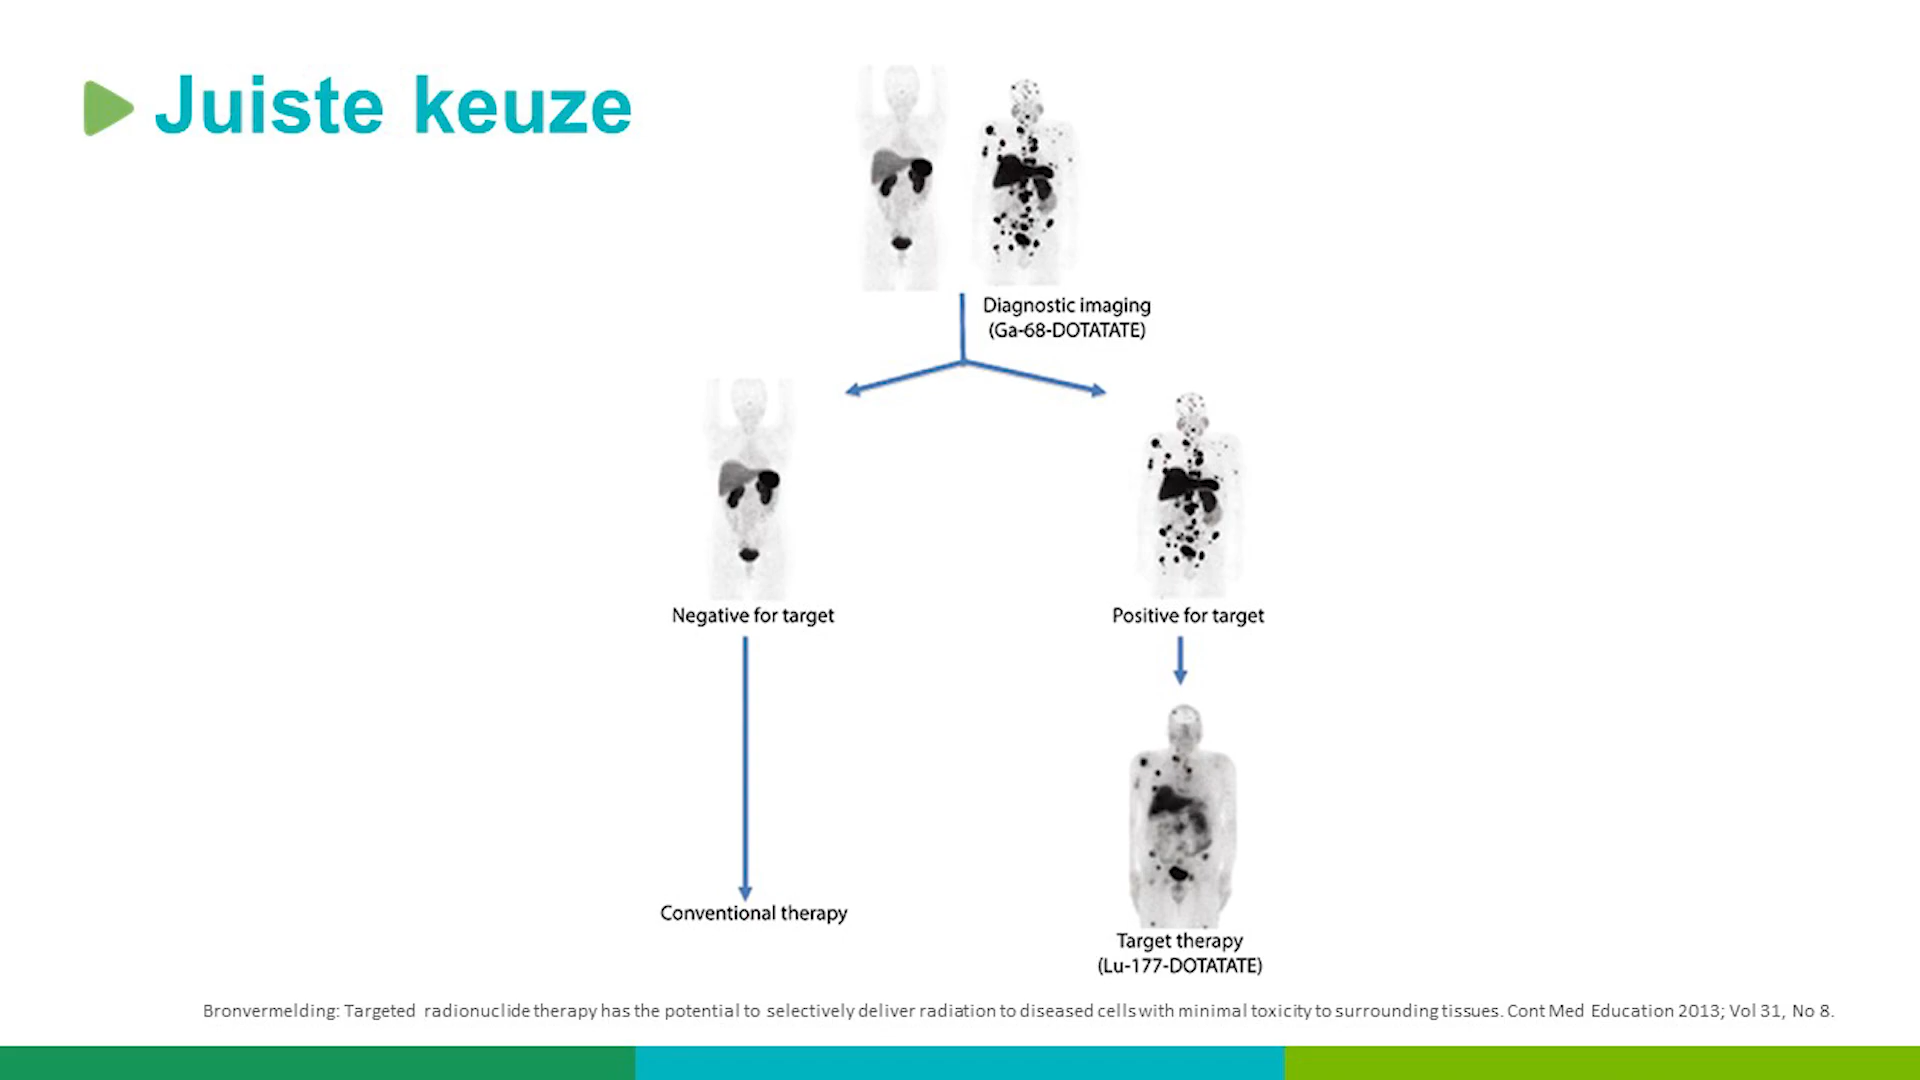 Juiste keuze
Diagnostic imaging
(Ga-68-DOTATATE)
Negative for target
Positive for target
Conventional therapy
Target therapy
(Lu-177-DOTATATE)
Bronvermelding: Targeted radionuclide therapy has the potential to selectively deliver radiation to diseased cells with minimal toxicity to surrounding tissues. Cont Med Education 2013; Vol 31, No 8.